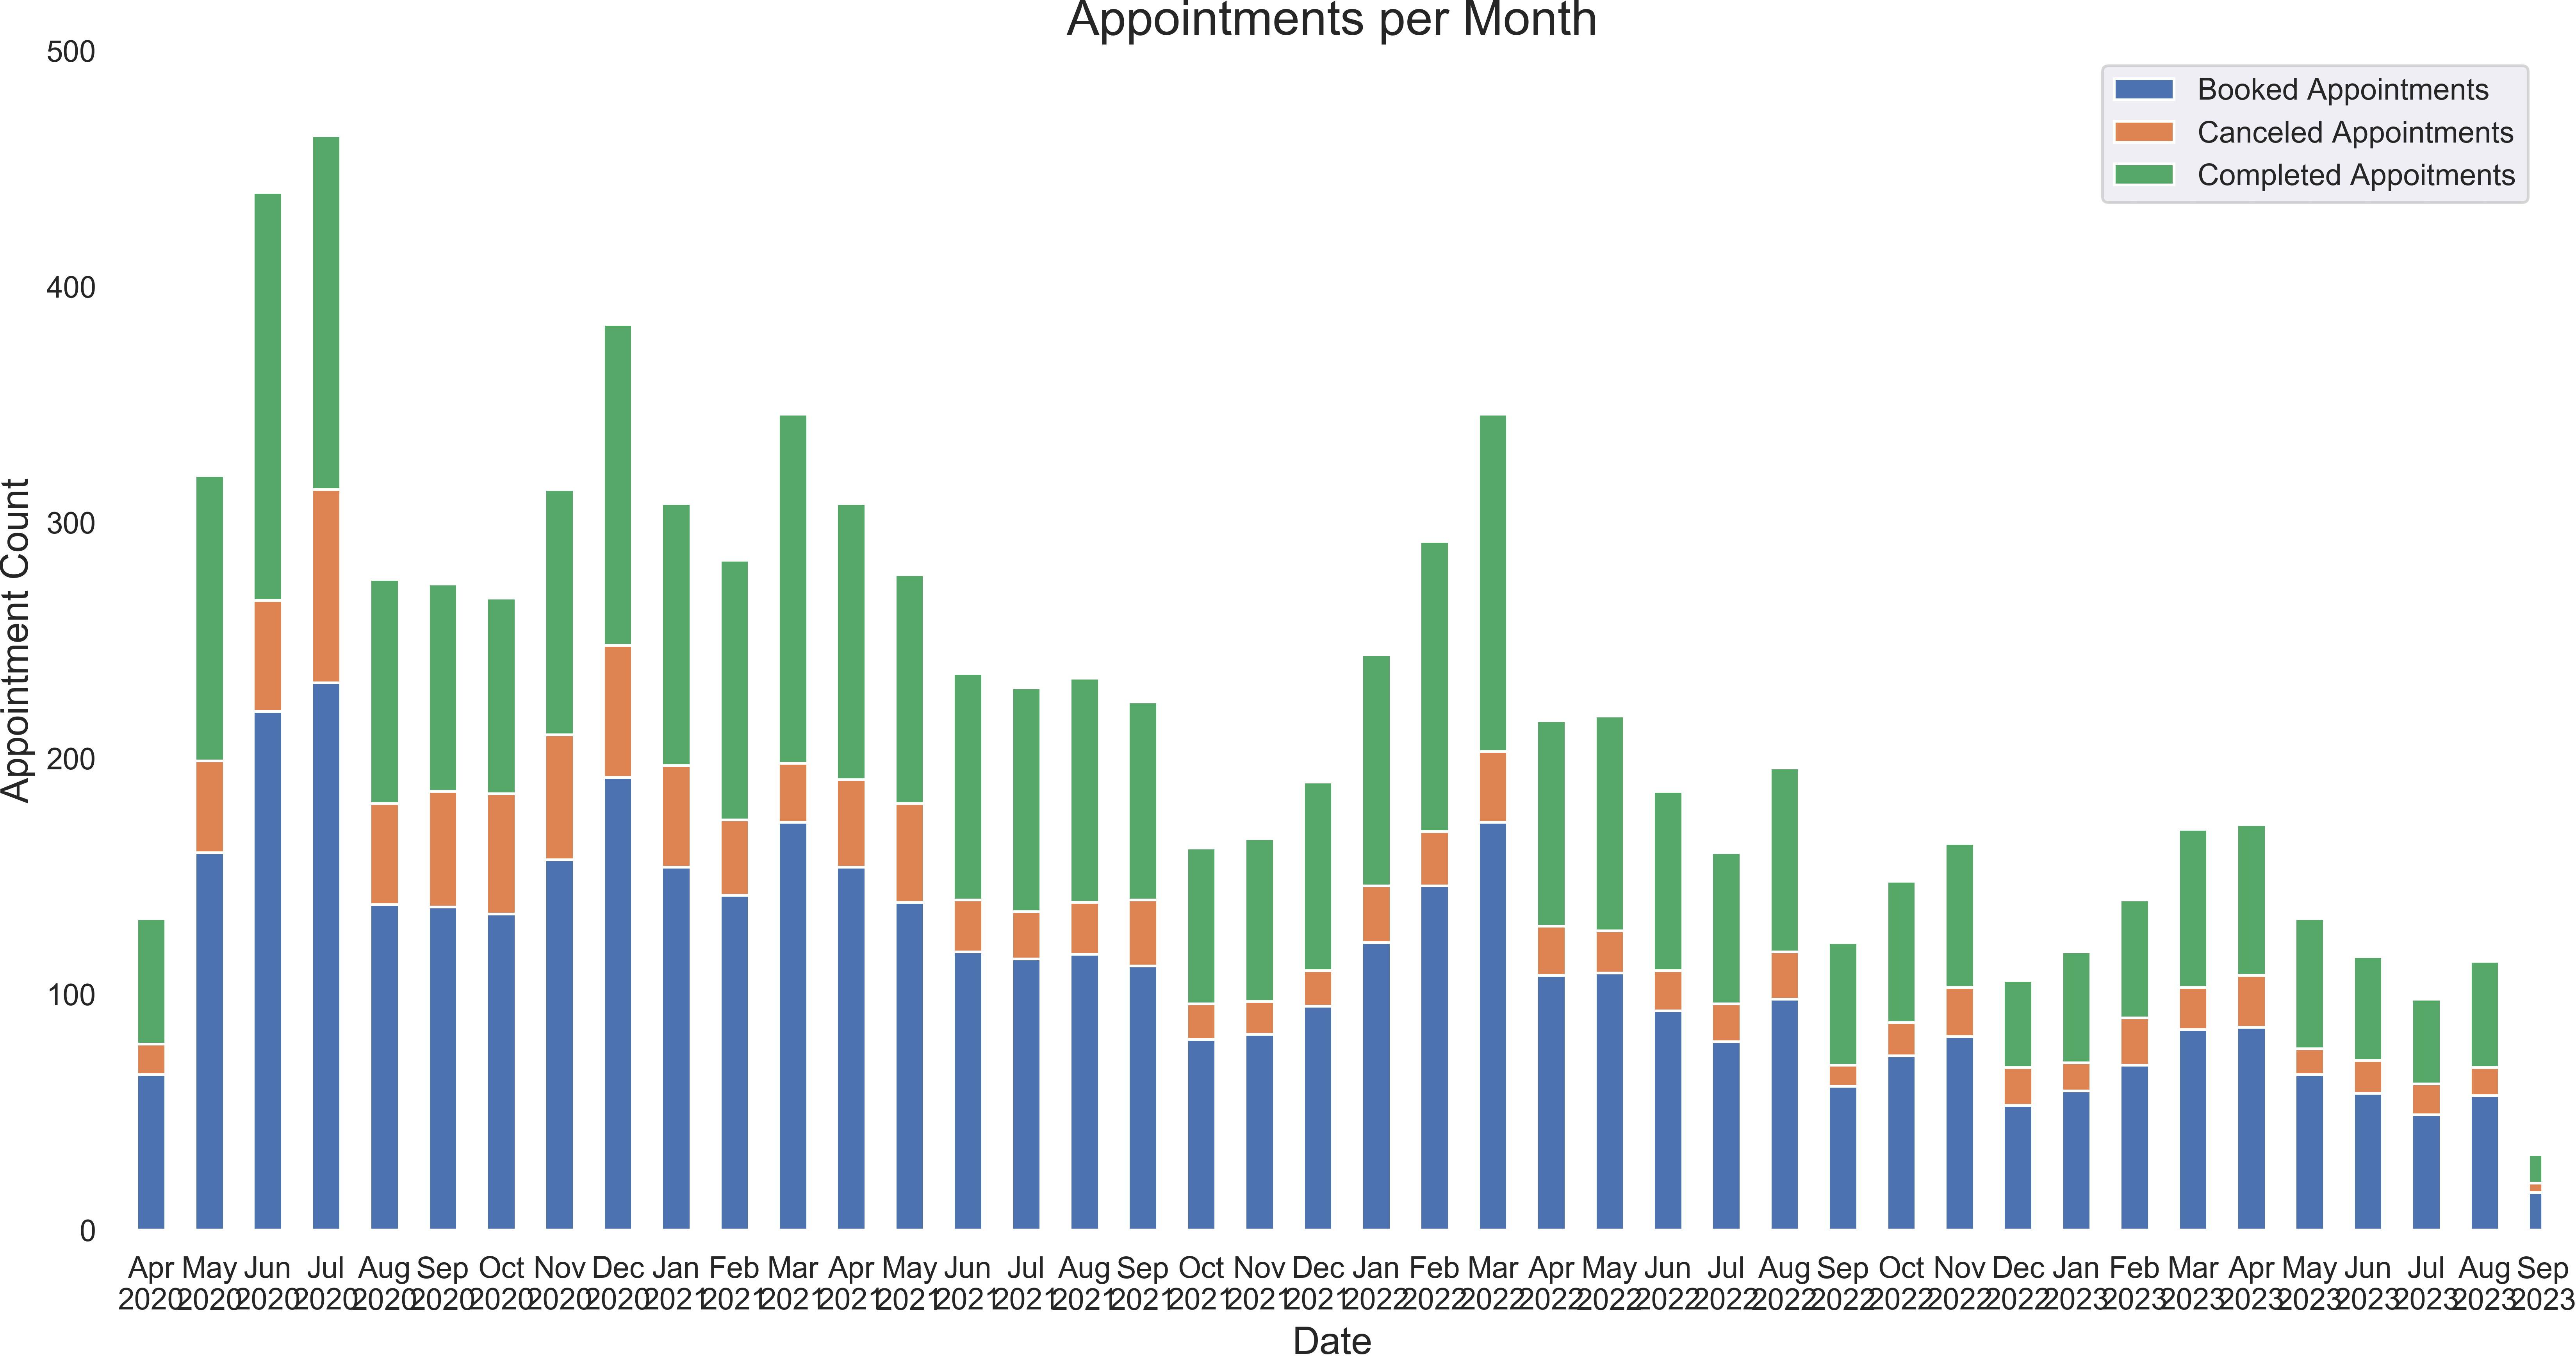 Appointments per Month
Booked Appointments
Canceled Appointments
Completed Appoitments
Appointment Count
500
400
300
200
100
0
Apr May Jun Jul Aug Sep Oct Nov Dec Jan Feb Mar Apr May Jun Jul Aug Sep Oct Nov Dec Jan Feb Mar Apr May Jun Jul Aug Sep Oct Nov Dec Jan Feb Mar Apr May Jun Jul Aug Sep
2020 2020 2020 2020 2020 2020 2020 2020 2020 2021 2021 2021 2021 2021 2021 2021 2021 2021 2021 2021 2021 2022 2022 2022 2022 2022 2022 2022 2022 2022 2022 2022 2022 2023 2023 2023 2023 2023 2023 2023 2023 2023
Date